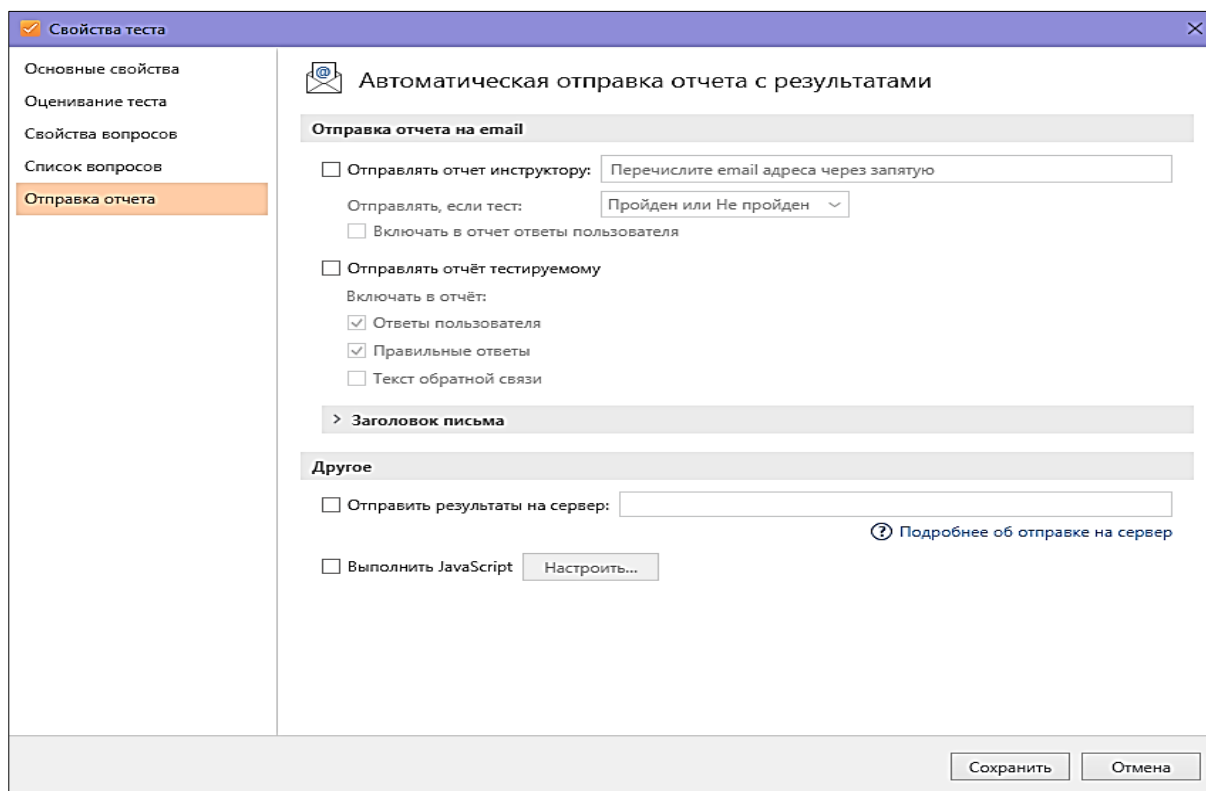 Свойства теста
Основные свойства
Оценивание теста
Свойства вопросов
Список вопросов
Отправка отчета
Автоматическая отправка отчета с результатами
Отправка отчета на email
Отправлять отчет инструктору: Перечислите email адреса через запятую
Отправлять, если тест: Пройден или Не пройден
Включать в отчет ответы пользователя
Отправлять отчёт тестируемому
Включать в отчёт:
Ответы пользователя
Правильные ответы
Текст обратной связи
Заголовок письма
Другое
Отправить результаты на сервер:
Подробнее об отправке на сервер
Выполнить JavaScript Настроить...
Сохранить Отмена